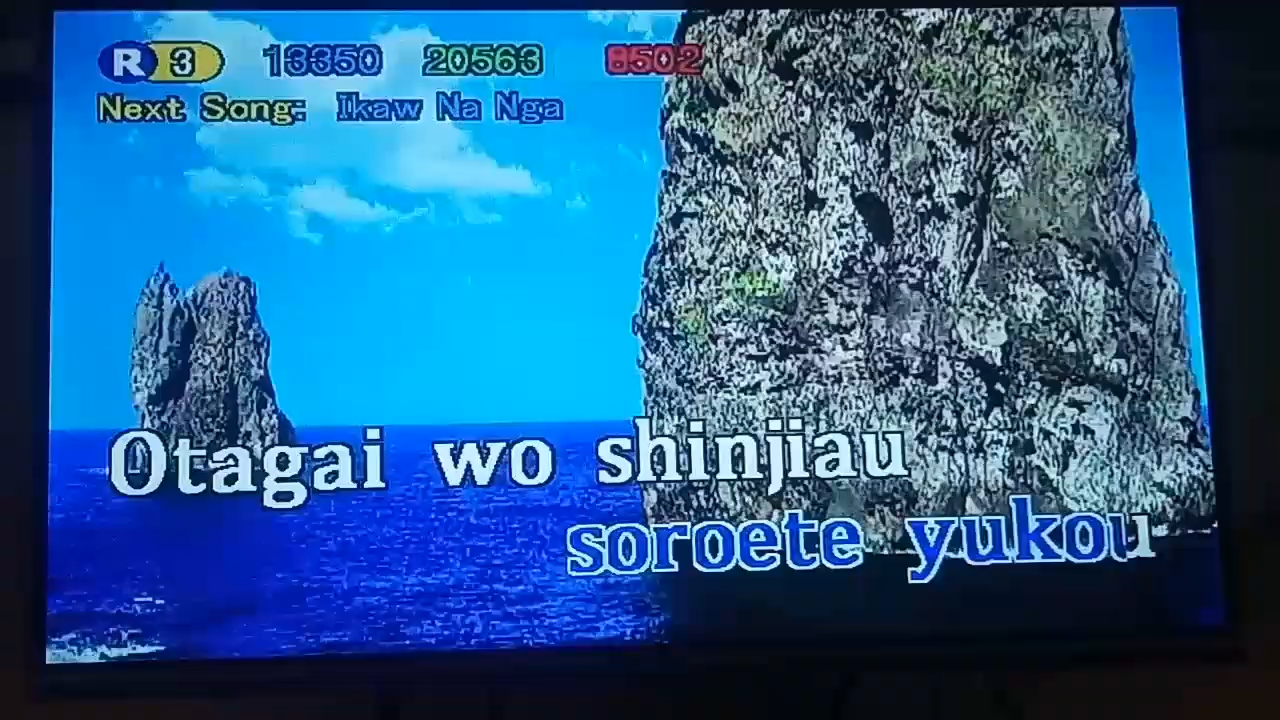 R 3 13350 20563 8502
Next Song: Ikaw Na Nga
Otagai wo shinjiau
soroete yukou